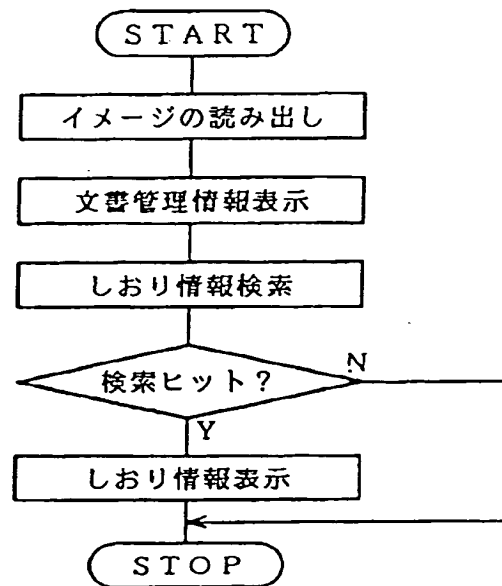 START
イメージの読み出し
文書管理情報表示
しおり情報検索
検索ヒット?
N
Y
しおり情報表示
STOP